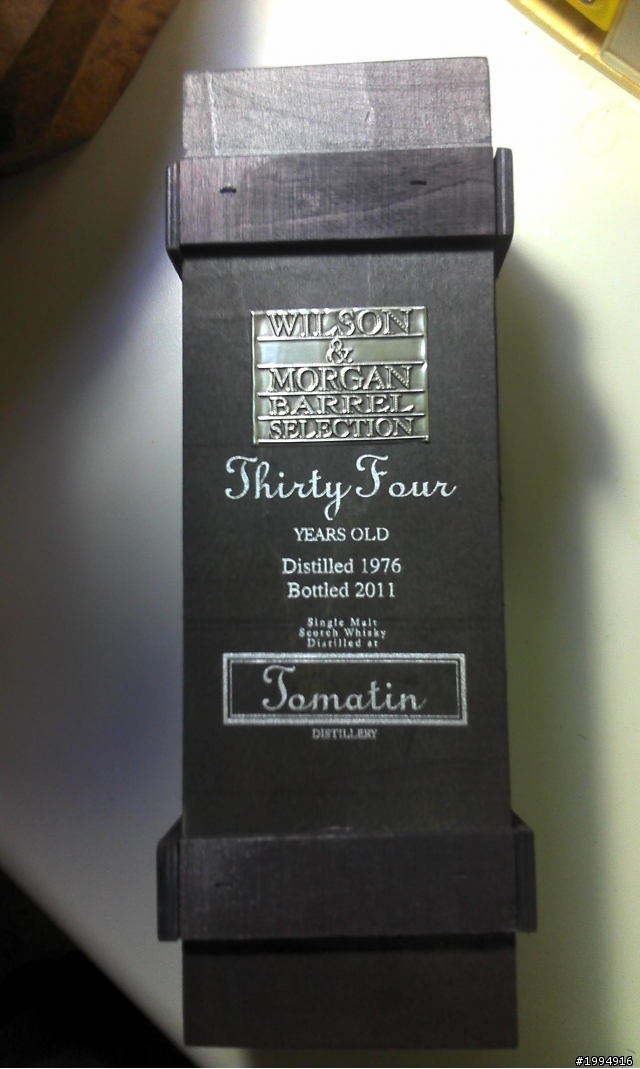 WILSON
&
MORGAN
BARREL
SELECTION
Thirty Four
YEARS OLD
Distilled 1976
Bottled 2011
Single Malt
Scotch Whisky
Distilled at
Tomatin
DISTILLERY
#1994916